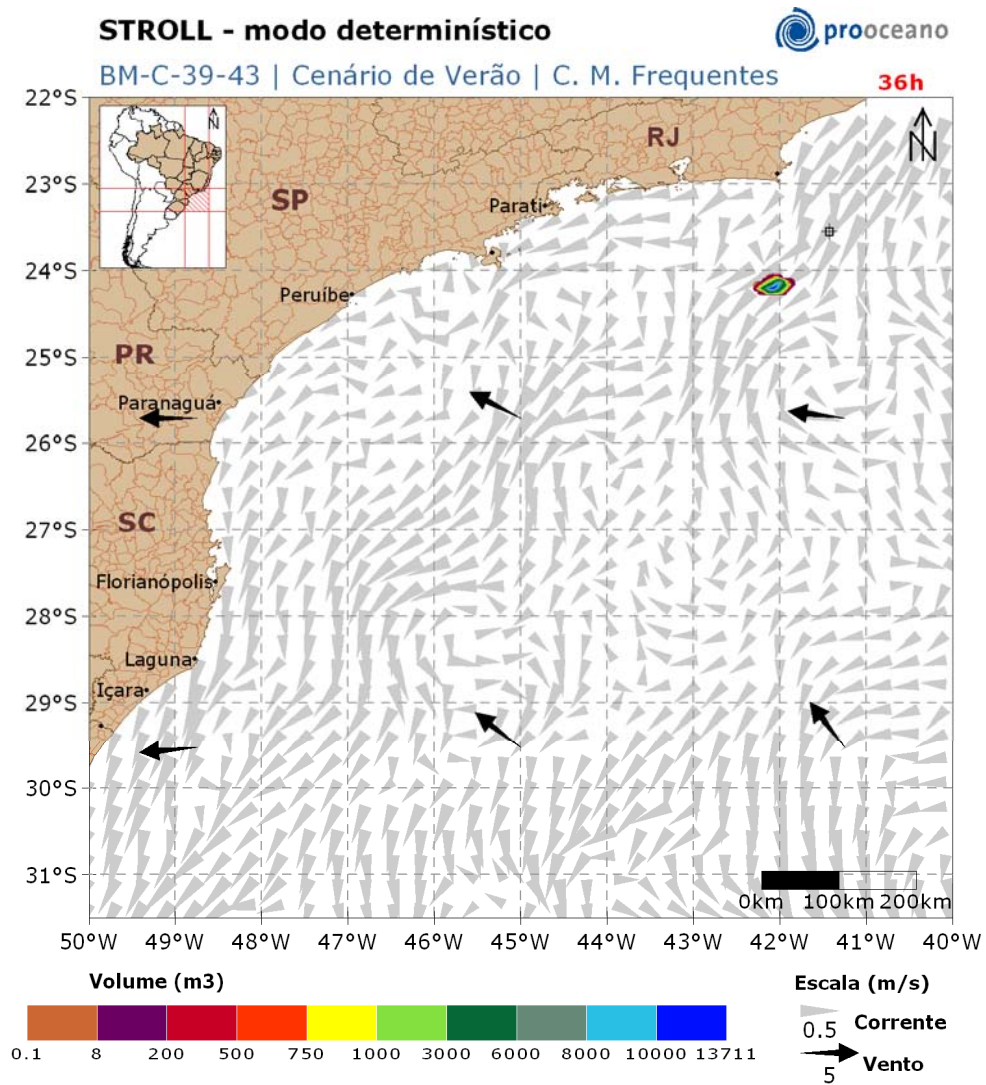 STROLL - modo determinístico
prooceano
BM-C-39-43 | Cenário de Verão | C. M. Frequentes
36h
22°S
N
RJ
N
23°S
SP
Parati
24°S
Peruíbe
25°S
PR
Paranaguá
26°S
27°S
SC
Florianópolis
28°S
Laguna
Içara
29°S
30°S
31°S
0km 100km 200km
50°W 49°W 48°W 47°W 46°W 45°W 44°W 43°W 42°W 41°W 40°W
Volume (m3)
0.1 8 200 500 750 1000 3000 6000 8000 10000 13711
Escala (m/s)
0.5 Corrente
5 Vento